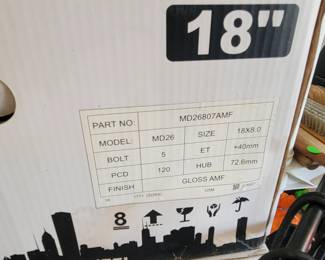 18"
PART NO: MD26807AMF
MODEL: MD26 SIZE 18X8.0
BOLT 5 ET +40mm
PCD 120 HUB 72.6mm
FINISH GLOSS AMF
8